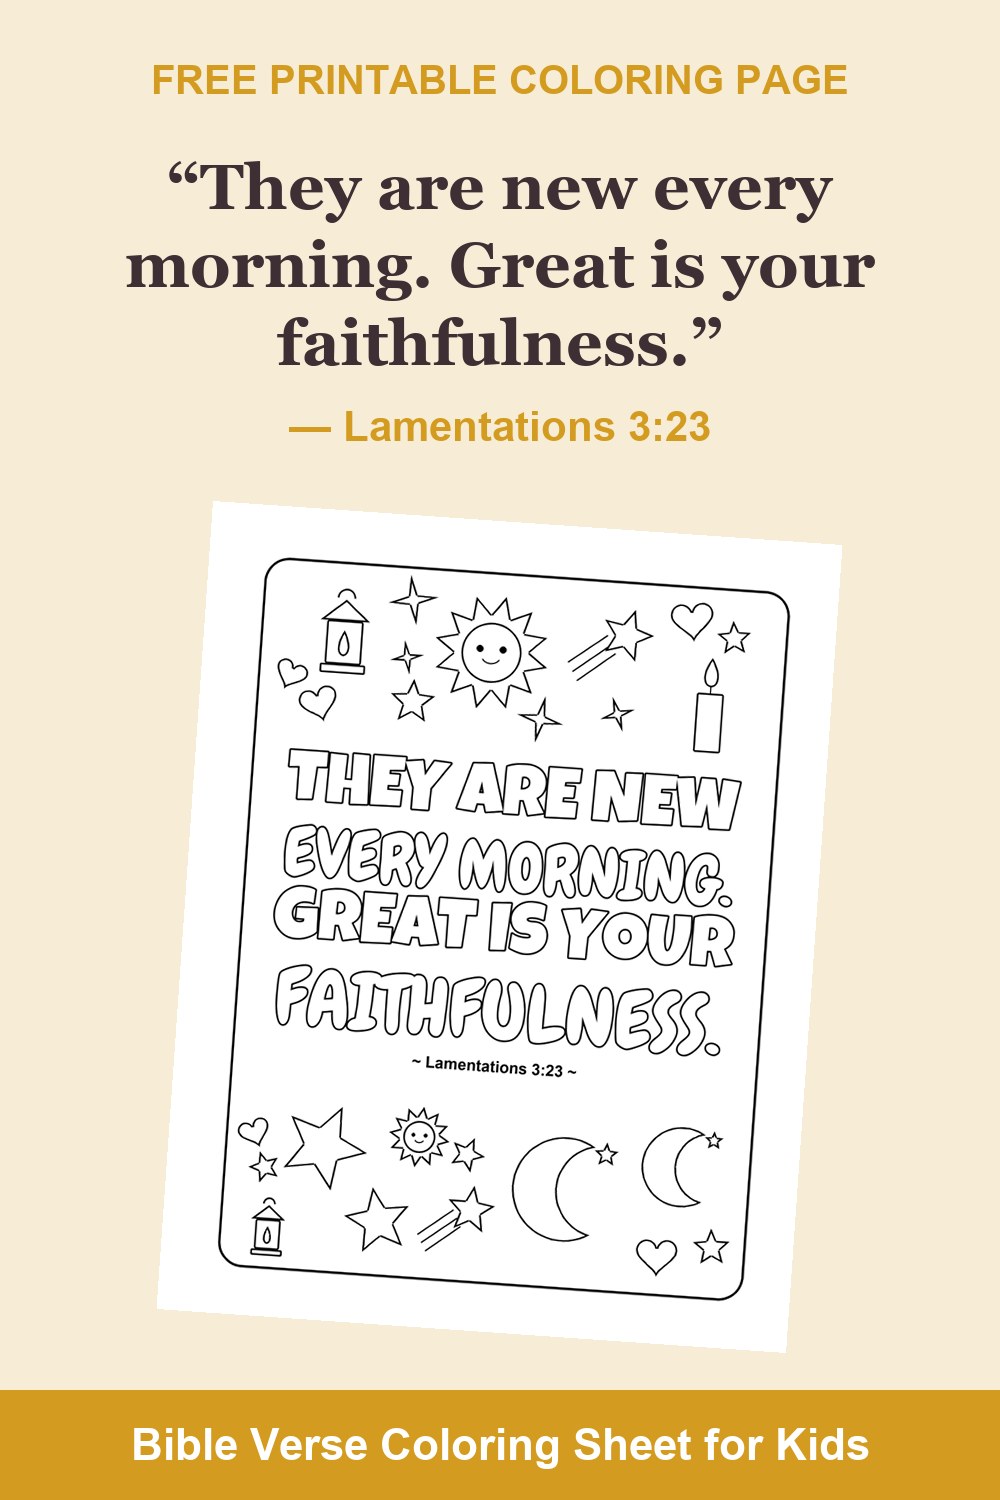 FREE PRINTABLE COLORING PAGE
“They are new every
morning. Great is your
faithfulness.”
— Lamentations 3:23
THEY ARE NEW
EVERY MORNING.
GREAT IS YOUR
FAITHFULNESS.
~ Lamentations 3:23 ~
Bible Verse Coloring Sheet for Kids